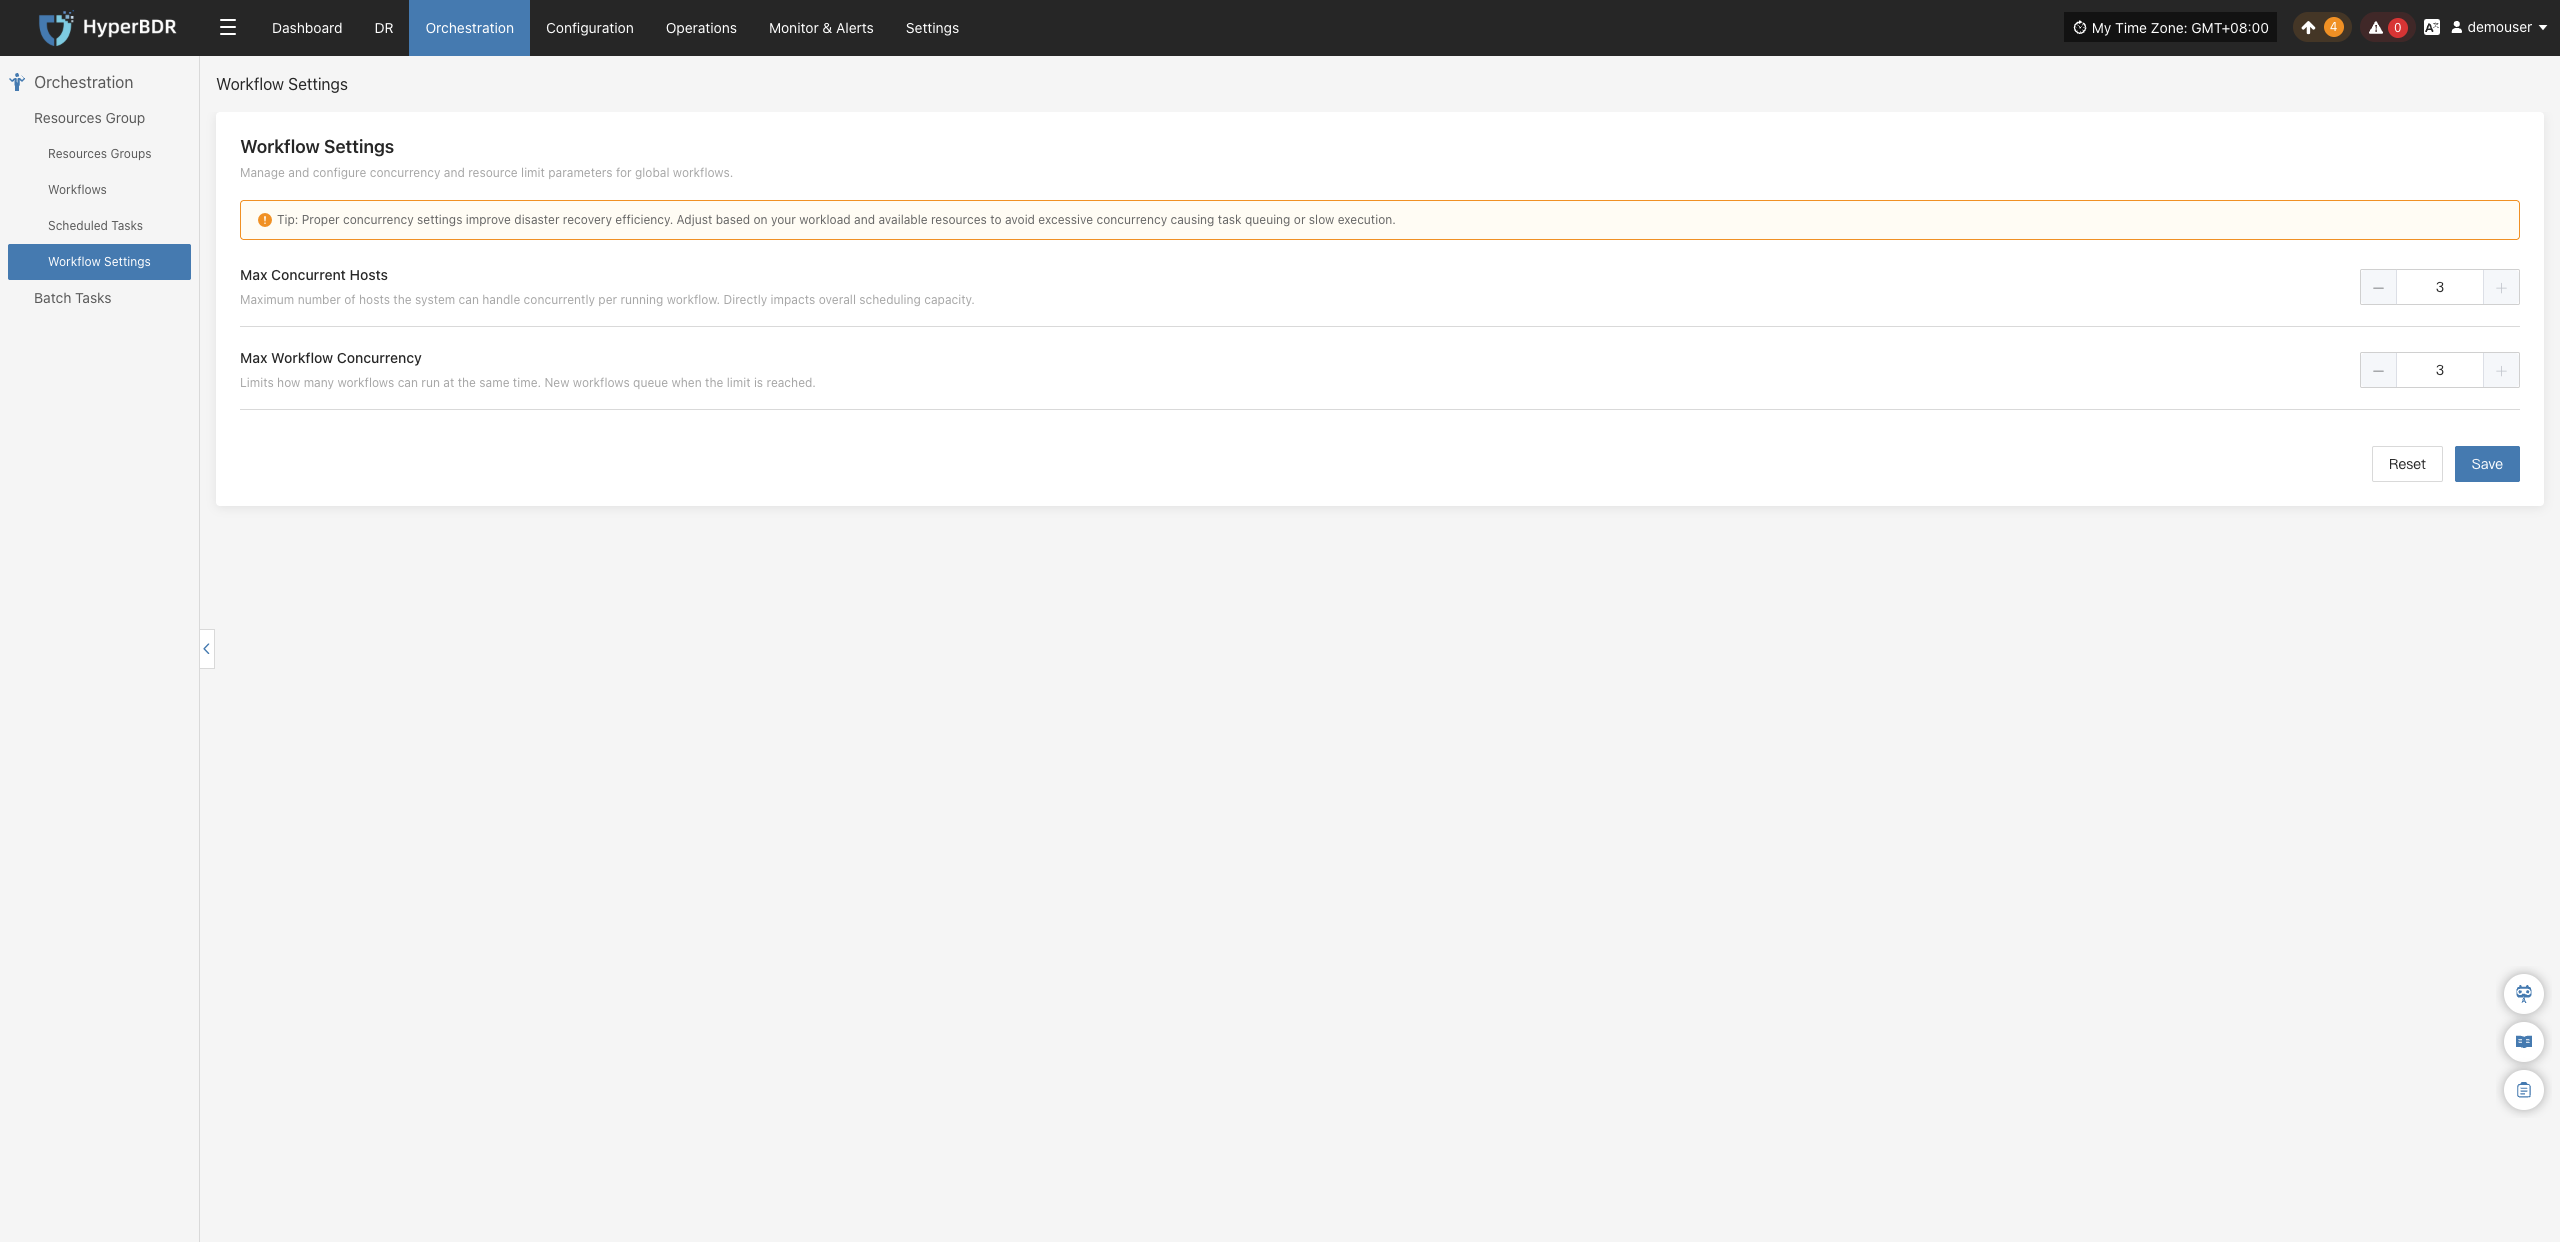 HyperBDR
Dashboard
DR
Orchestration
Configuration
Operations
Monitor & Alerts
Settings
My Time Zone: GMT+08:00
4
0
demouser
Orchestration
Resources Group
Resources Groups
Workflows
Scheduled Tasks
Workflow Settings
Batch Tasks
Workflow Settings
Workflow Settings
Manage and configure concurrency and resource limit parameters for global workflows.
Tip: Proper concurrency settings improve disaster recovery efficiency. Adjust based on your workload and available resources to avoid excessive concurrency causing task queuing or slow execution.
Max Concurrent Hosts
Maximum number of hosts the system can handle concurrently per running workflow. Directly impacts overall scheduling capacity.
3
Max Workflow Concurrency
Limits how many workflows can run at the same time. New workflows queue when the limit is reached.
3
Reset
Save